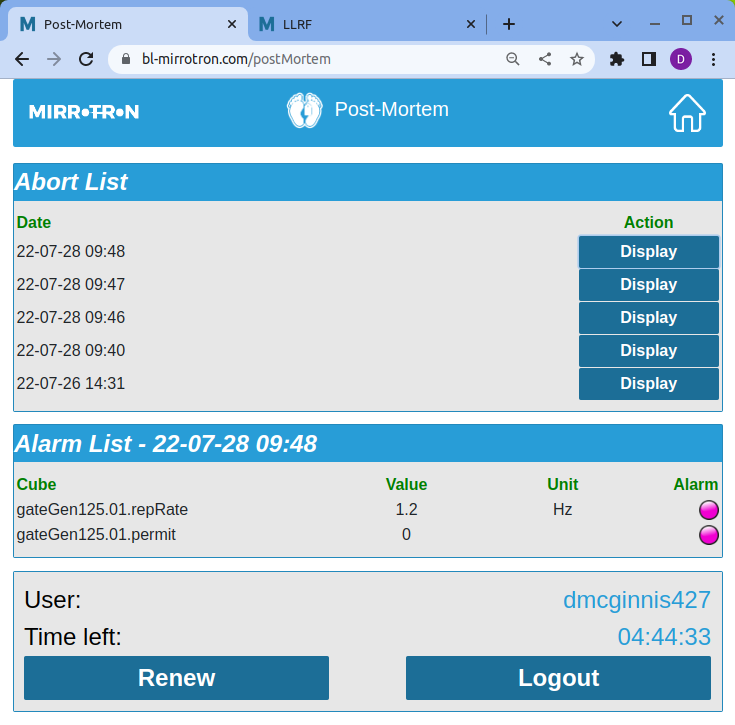 Post-Mortem
LLRF
bl-mirrotron.com/postMortem
D
MIRROTRON
Post-Mortem
Abort List
Date Action
22-07-28 09:48 Display
22-07-28 09:47 Display
22-07-28 09:46 Display
22-07-28 09:40 Display
22-07-26 14:31 Display
Alarm List - 22-07-28 09:48
Cube Value Unit Alarm
gateGen125.01.repRate 1.2 Hz
gateGen125.01.permit 0
User: dmcginnis427
Time left: 04:44:33
Renew Logout